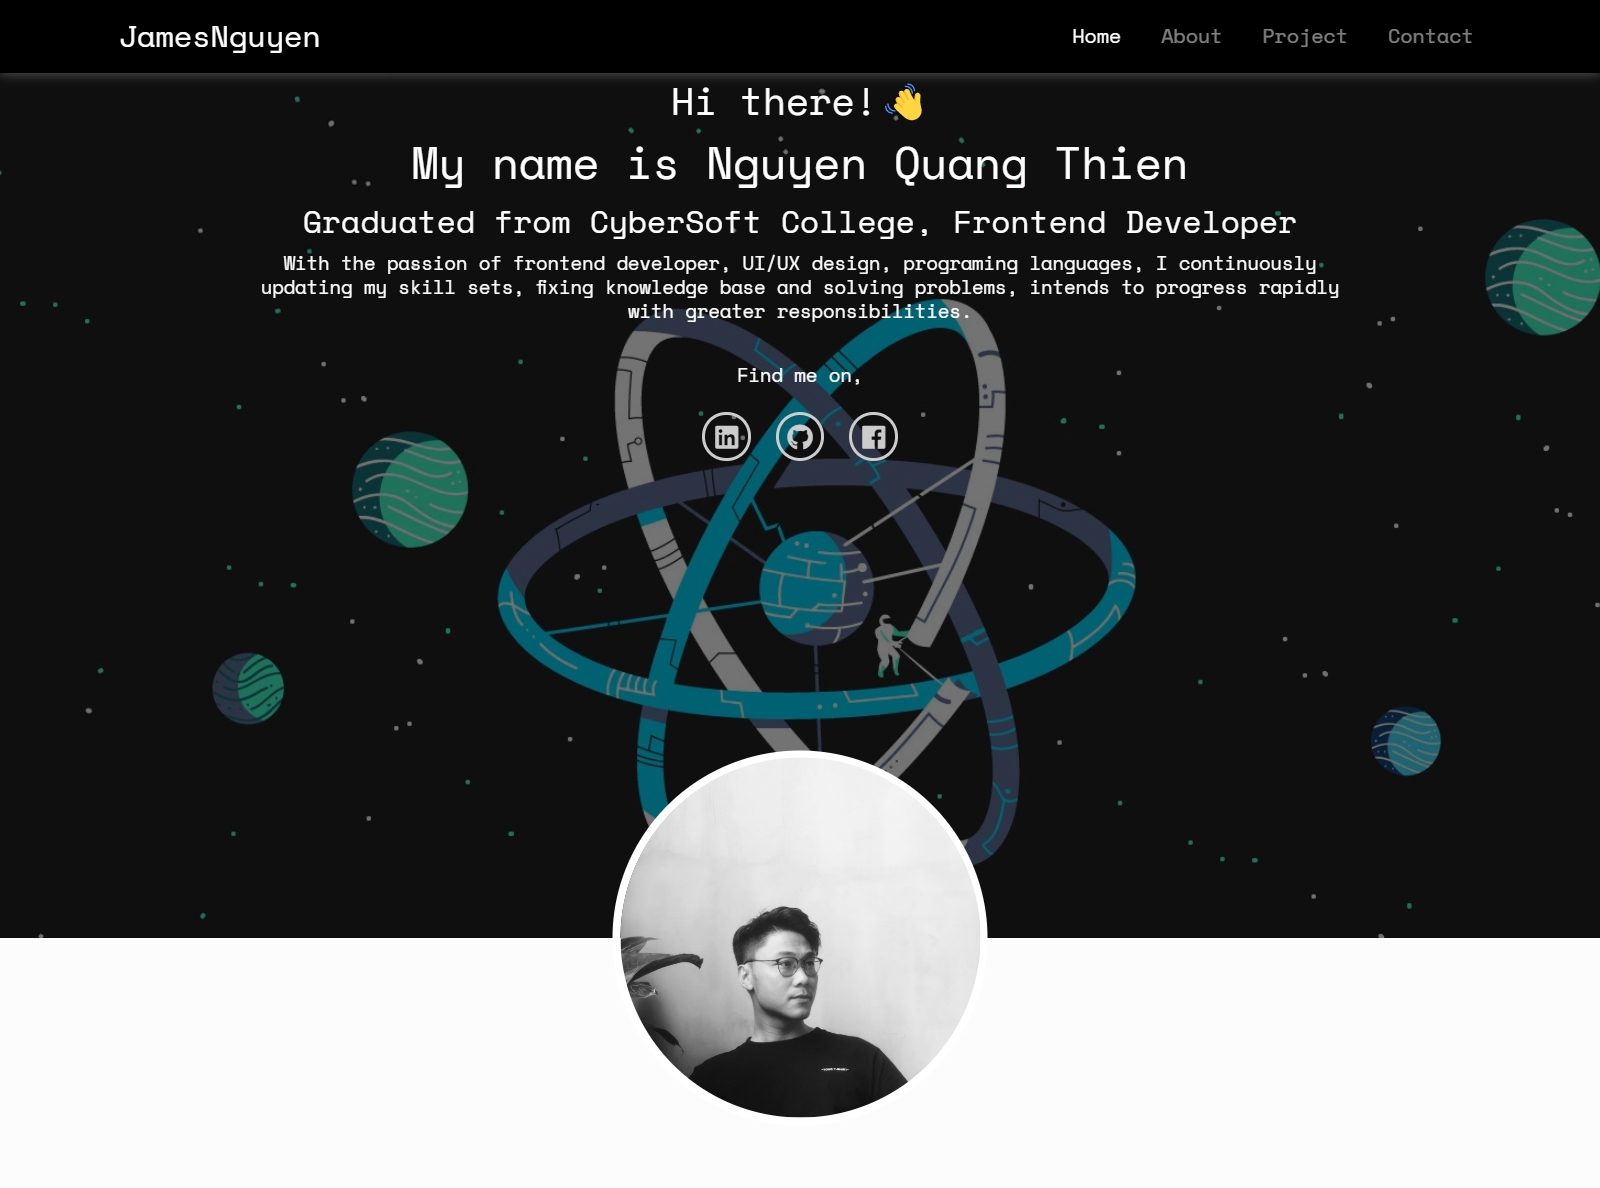 JamesNguyen
Home About Project Contact
Hi there!👋
My name is Nguyen Quang Thien
Graduated from CyberSoft College, Frontend Developer
With the passion of frontend developer, UI/UX design, programing languages, I continuously
updating my skill sets, fixing knowledge base and solving problems, intends to progress rapidly
with greater responsibilities.
Find me on,